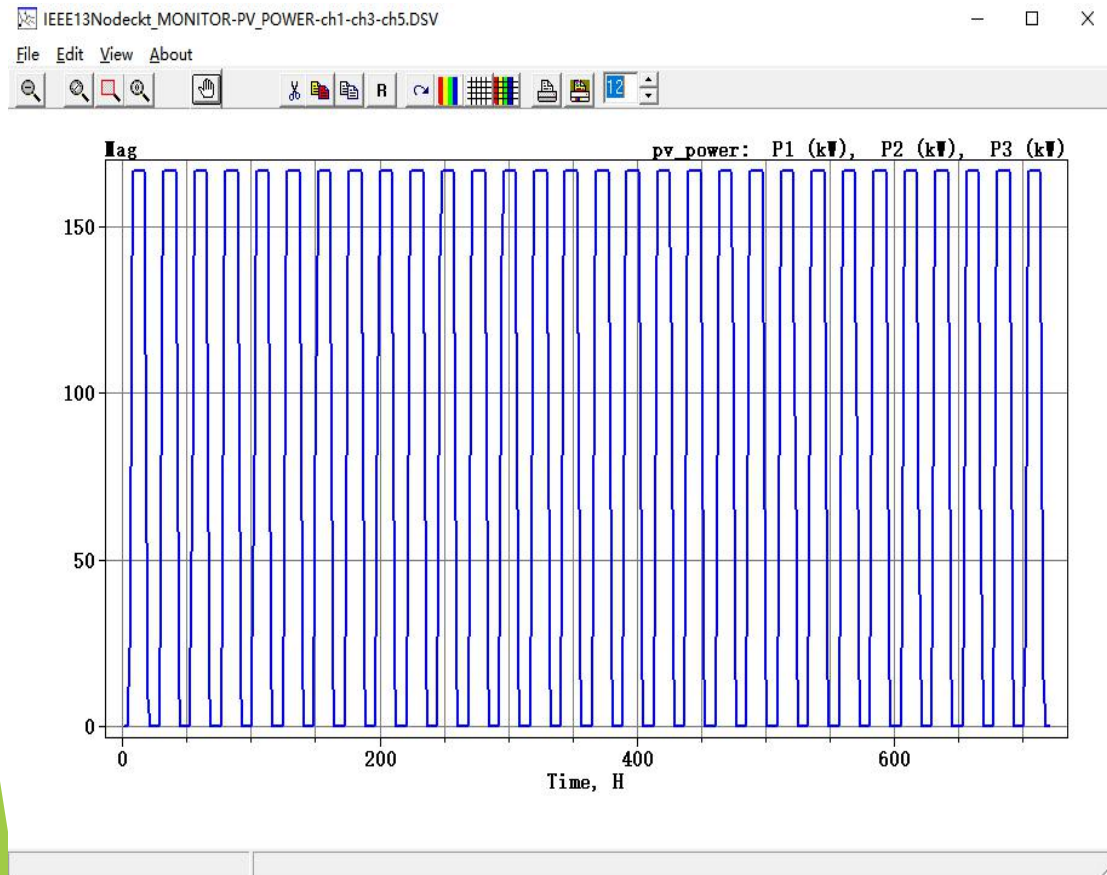 IEEE13Nodeckt_MONITOR-PV_POWER-ch1-ch3-ch5.DSV
File Edit View About
R 12
Mag pv_power: P1 (kW), P2 (kW), P3 (kW)
150
100
50
0
0 200 400 600
Time, H